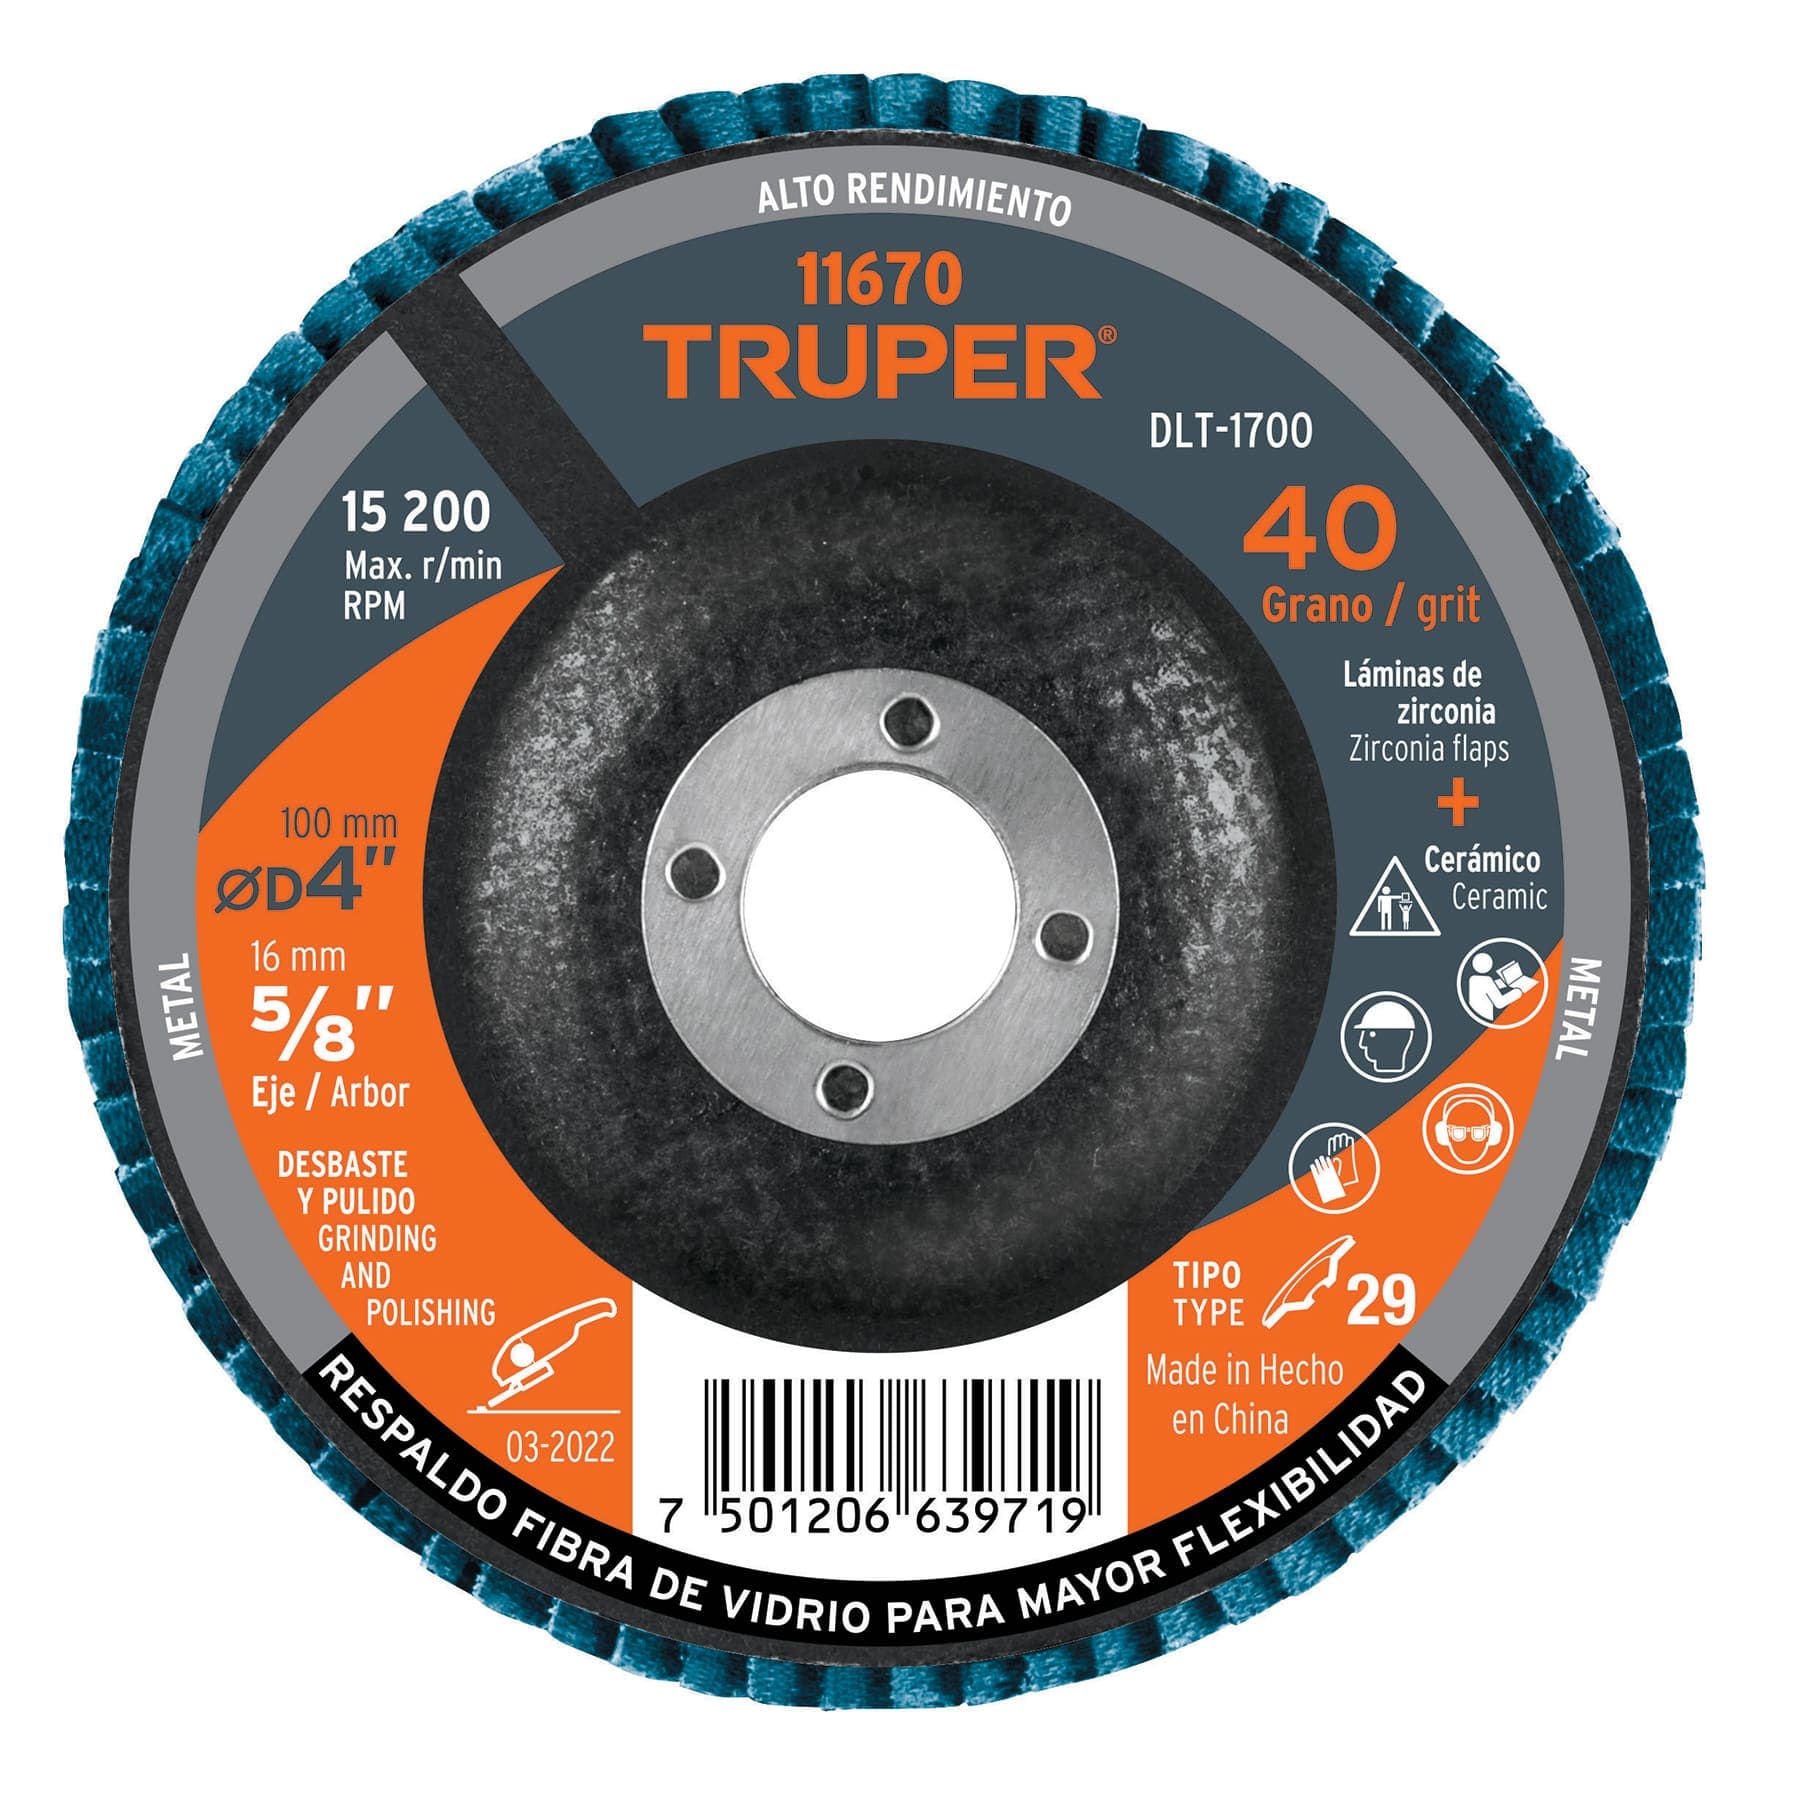 ALTO RENDIMIENTO
11670
TRUPER®
DLT-1700
15 200
Max. r/min
RPM
40
Grano / grit
Láminas de
zirconia
Zirconia flaps
+
Cerámico
Ceramic
100 mm
ØD4"
16 mm
5/8"
Eje / Arbor
METAL
METAL
DESBASTE
Y PULIDO
GRINDING
AND
POLISHING
03-2022
TIPO
TYPE
29
Made in Hecho
en China
7 501206 639719
RESPALDO FIBRA DE VIDRIO PARA MAYOR FLEXIBILIDAD